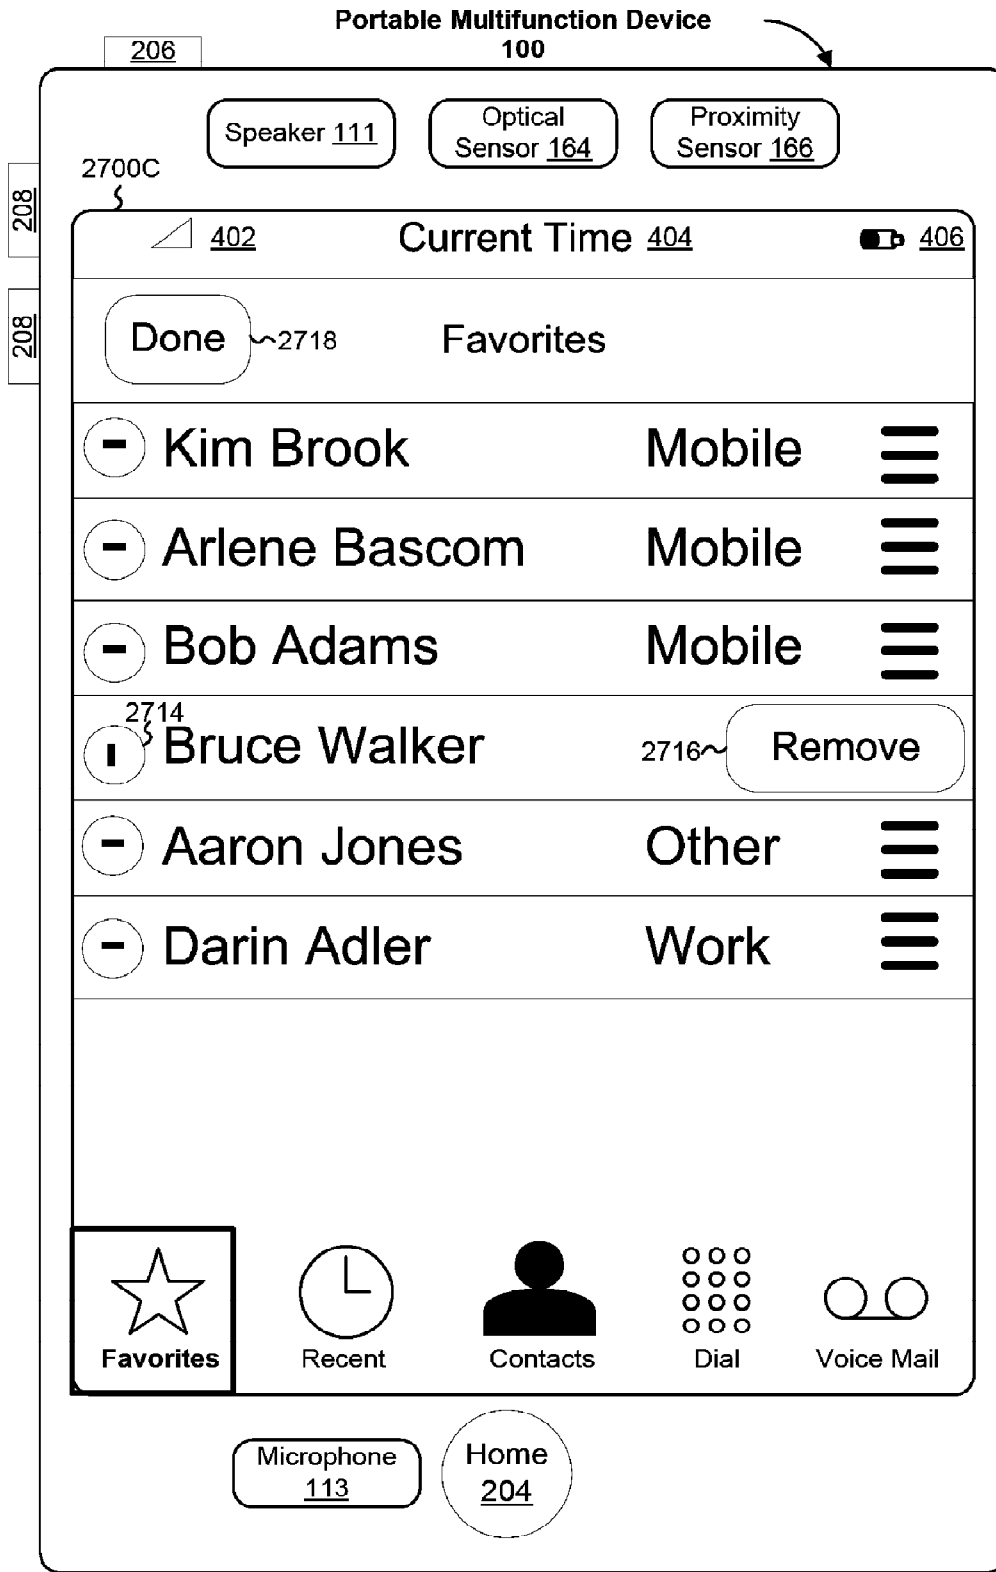 Portable Multifunction Device
100
206
Speaker 111
Optical
Sensor 164
Proximity
Sensor 166
208
208
2700C
402 Current Time 404 406
Done 2718 Favorites
- Kim Brook Mobile
- Arlene Bascom Mobile
- Bob Adams Mobile
2714
Bruce Walker 2716 Remove
- Aaron Jones Other
- Darin Adler Work
Favorites Recent Contacts Dial Voice Mail
Microphone
113
Home
204